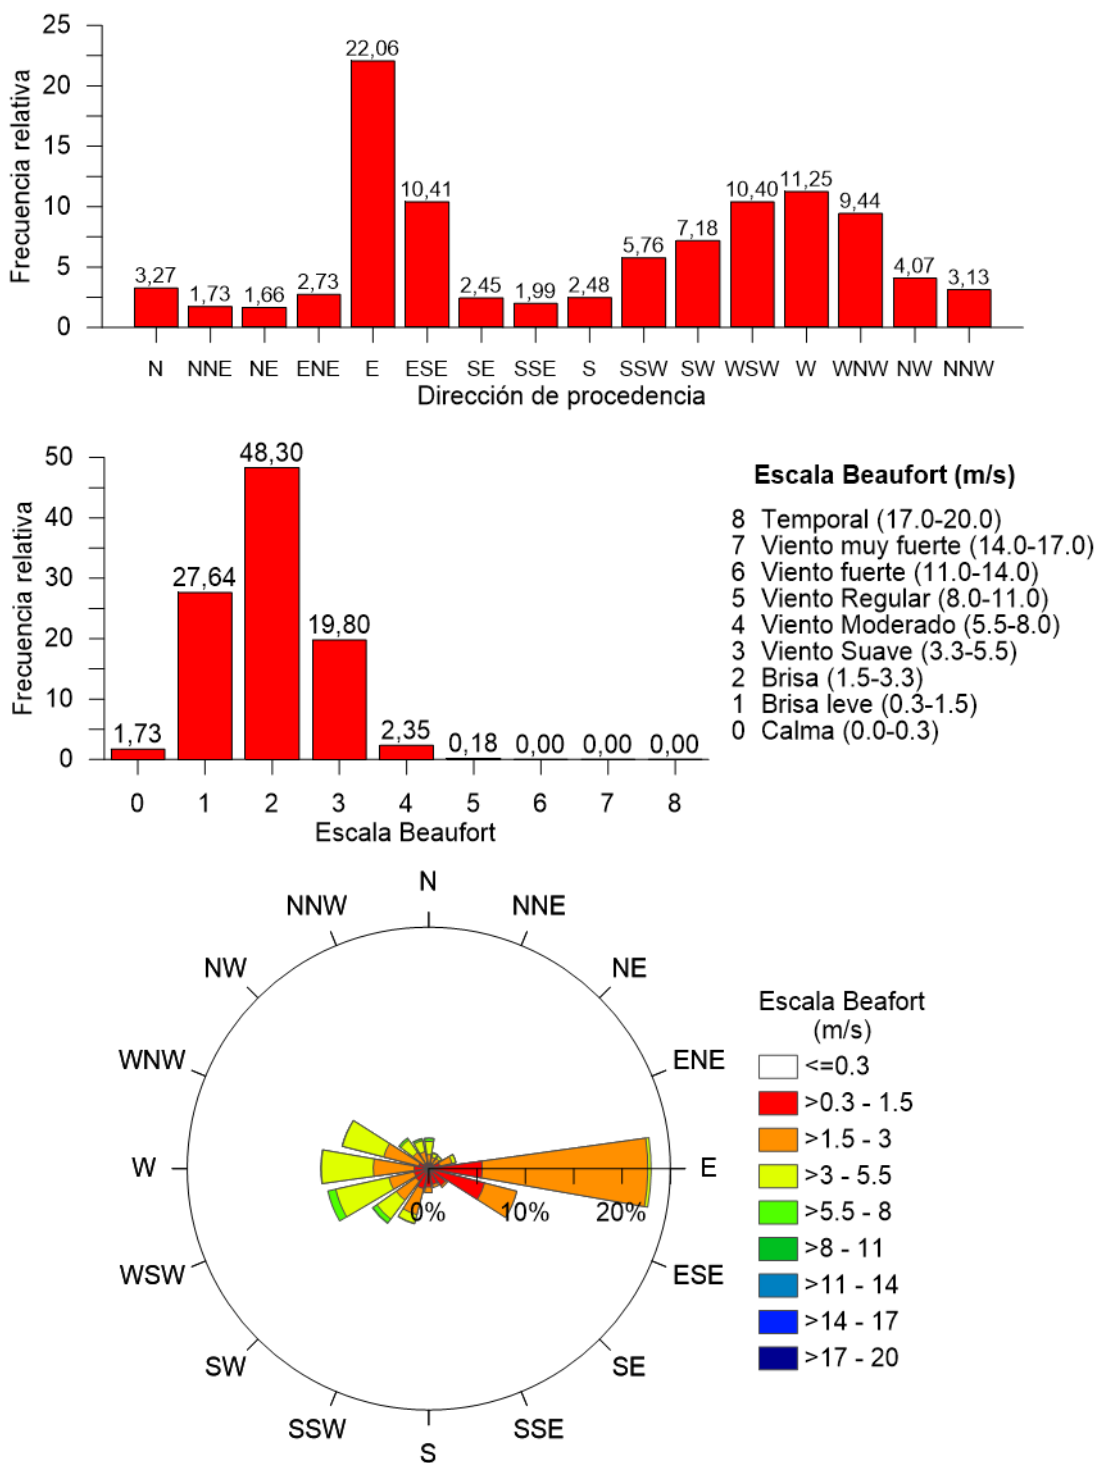 25
20
15
10
5
0
Frecuencia relativa
3,27
1,73
1,66
2,73
22,06
10,41
2,45
1,99
2,48
5,76
7,18
10,40
11,25
9,44
4,07
3,13
N NNE NE ENE E ESE SE SSE S SSW SW WSW W WNW NW NNW
Dirección de procedencia
50
40
30
20
10
0
Frecuencia relativa
1,73
27,64
48,30
19,80
2,35
0,18
0,00
0,00
0,00
0 1 2 3 4 5 6 7 8
Escala Beaufort
Escala Beaufort (m/s)
8 Temporal (17.0-20.0)
7 Viento muy fuerte (14.0-17.0)
6 Viento fuerte (11.0-14.0)
5 Viento Regular (8.0-11.0)
4 Viento Moderado (5.5-8.0)
3 Viento Suave (3.3-5.5)
2 Brisa (1.5-3.3)
1 Brisa leve (0.3-1.5)
0 Calma (0.0-0.3)
N
NNE
NE
ENE
E
ESE
SE
SSE
S
SSW
SW
WSW
W
WNW
NW
NNW
0% 10% 20%
Escala Beafort
(m/s)
<=0.3
>0.3 - 1.5
>1.5 - 3
>3 - 5.5
>5.5 - 8
>8 - 11
>11 - 14
>14 - 17
>17 - 20